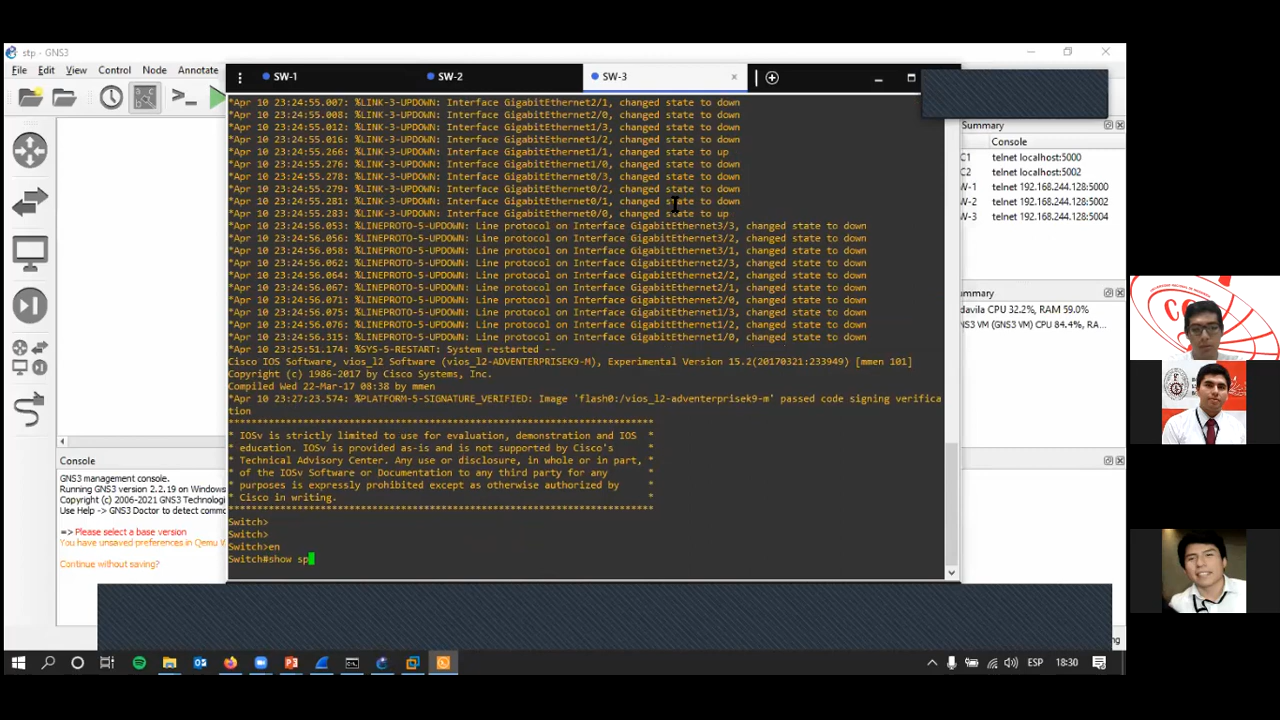 stp - GNS3
File Edit View Control Node Annotate
SW-1
SW-2
SW-3
*Apr 10 23:24:55.007: %LINK-3-UPDOWN: Interface GigabitEthernet2/1, changed state to down
*Apr 10 23:24:55.008: %LINK-3-UPDOWN: Interface GigabitEthernet2/0, changed state to down
*Apr 10 23:24:55.012: %LINK-3-UPDOWN: Interface GigabitEthernet1/3, changed state to down
*Apr 10 23:24:55.016: %LINK-3-UPDOWN: Interface GigabitEthernet1/2, changed state to down
*Apr 10 23:24:55.266: %LINK-3-UPDOWN: Interface GigabitEthernet1/1, changed state to up
*Apr 10 23:24:55.276: %LINK-3-UPDOWN: Interface GigabitEthernet1/0, changed state to down
*Apr 10 23:24:55.278: %LINK-3-UPDOWN: Interface GigabitEthernet0/3, changed state to down
*Apr 10 23:24:55.279: %LINK-3-UPDOWN: Interface GigabitEthernet0/2, changed state to down
*Apr 10 23:24:55.281: %LINK-3-UPDOWN: Interface GigabitEthernet0/1, changed state to down
*Apr 10 23:24:55.283: %LINK-3-UPDOWN: Interface GigabitEthernet0/0, changed state to up
*Apr 10 23:24:56.053: %LINEPROTO-5-UPDOWN: Line protocol on Interface GigabitEthernet3/3, changed state to down
*Apr 10 23:24:56.056: %LINEPROTO-5-UPDOWN: Line protocol on Interface GigabitEthernet3/2, changed state to down
*Apr 10 23:24:56.058: %LINEPROTO-5-UPDOWN: Line protocol on Interface GigabitEthernet3/1, changed state to down
*Apr 10 23:24:56.062: %LINEPROTO-5-UPDOWN: Line protocol on Interface GigabitEthernet2/3, changed state to down
*Apr 10 23:24:56.064: %LINEPROTO-5-UPDOWN: Line protocol on Interface GigabitEthernet2/2, changed state to down
*Apr 10 23:24:56.067: %LINEPROTO-5-UPDOWN: Line protocol on Interface GigabitEthernet2/1, changed state to down
*Apr 10 23:24:56.071: %LINEPROTO-5-UPDOWN: Line protocol on Interface GigabitEthernet2/0, changed state to down
*Apr 10 23:24:56.075: %LINEPROTO-5-UPDOWN: Line protocol on Interface GigabitEthernet1/3, changed state to down
*Apr 10 23:24:56.076: %LINEPROTO-5-UPDOWN: Line protocol on Interface GigabitEthernet1/2, changed state to down
*Apr 10 23:24:56.315: %LINEPROTO-5-UPDOWN: Line protocol on Interface GigabitEthernet1/0, changed state to down
*Apr 10 23:25:51.174: %SYS-5-RESTART: System restarted --
Cisco IOS Software, vios_l2 Software (vios_l2-ADVENTERPRISEK9-M), Experimental Version 15.2(20170321:233949) [mmen 101]
Copyright (c) 1986-2017 by Cisco Systems, Inc.
Compiled Wed 22-Mar-17 08:38 by mmen
*Apr 10 23:27:23.574: %PLATFORM-5-SIGNATURE_VERIFIED: Image 'flash0:/vios_l2-adventerprisek9-m' passed code signing verifica
tion
**************************************************************************
* IOSv is strictly limited to use for evaluation, demonstration and IOS *
* education. IOSv is provided as-is and is not supported by Cisco's *
* Technical Advisory Center. Any use or disclosure, in whole or in part, *
* of the IOSv Software or Documentation to any third party for any *
* purposes is expressly prohibited except as otherwise authorized by *
* Cisco in writing. *
**************************************************************************
Switch>
Switch>
Switch>en
Switch#show sp
Summary
Console
C1 telnet localhost:5000
C2 telnet localhost:5002
W-1 telnet 192.168.244.128:5000
W-2 telnet 192.168.244.128:5002
W-3 telnet 192.168.244.128:5004
ummary
davila CPU 32.2%, RAM 59.0%
NS3 VM (GNS3 VM) CPU 84.4%, RA...
Console
GNS3 management console.
Running GNS3 version 2.2.19 on Windows
Copyright (c) 2006-2021 GNS3 Technologi
Use Help -> GNS3 Doctor to detect comm
=> Please select a base version
You have unsaved preferences in Qemu V
Continue without saving?
ng
ESP
18:30